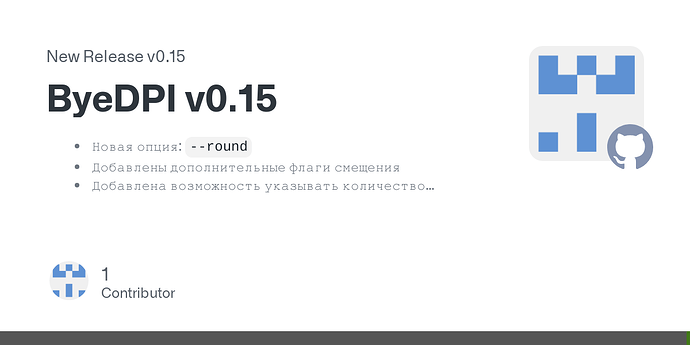 New Release v0.15
ByeDPI v0.15
Новая опция: --round
Добавлены дополнительные флаги смещения
Добавлена возможность указывать количество…
1
Contributor